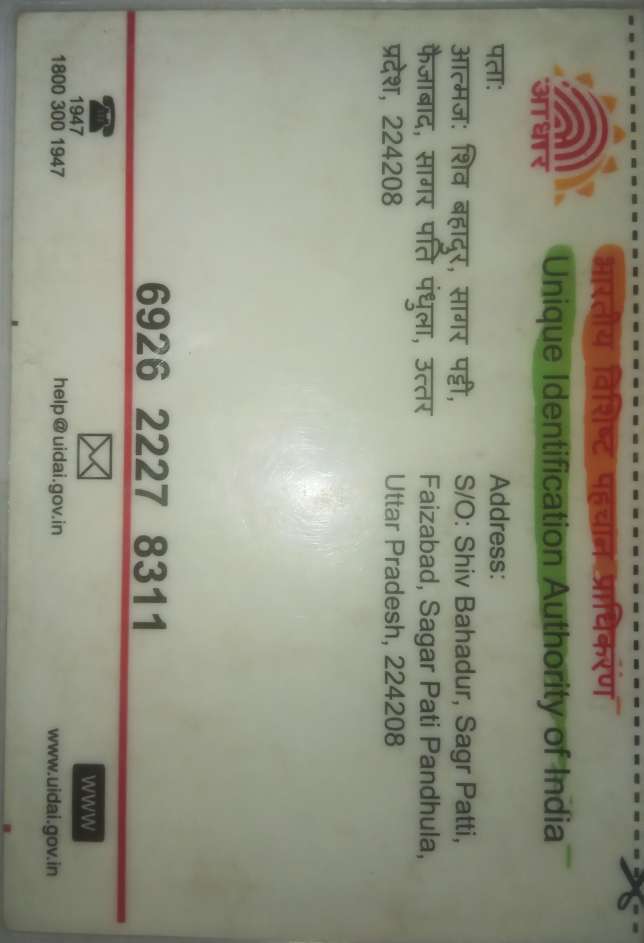 भारतीय विशिष्ट पहचान प्राधिकरण
Unique Identification Authority of India
आधार
पता:
आत्मज: शिव बहादुर, सागर पट्टी,
फैजाबाद, सागर पति पंधुला, उत्तर
प्रदेश, 224208
Address:
S/O: Shiv Bahadur, Sagr Patti,
Faizabad, Sagar Pati Pandhula,
Uttar Pradesh, 224208
6926 2227 8311
1947
1800 300 1947
help@uidai.gov.in
www
www.uidai.gov.in